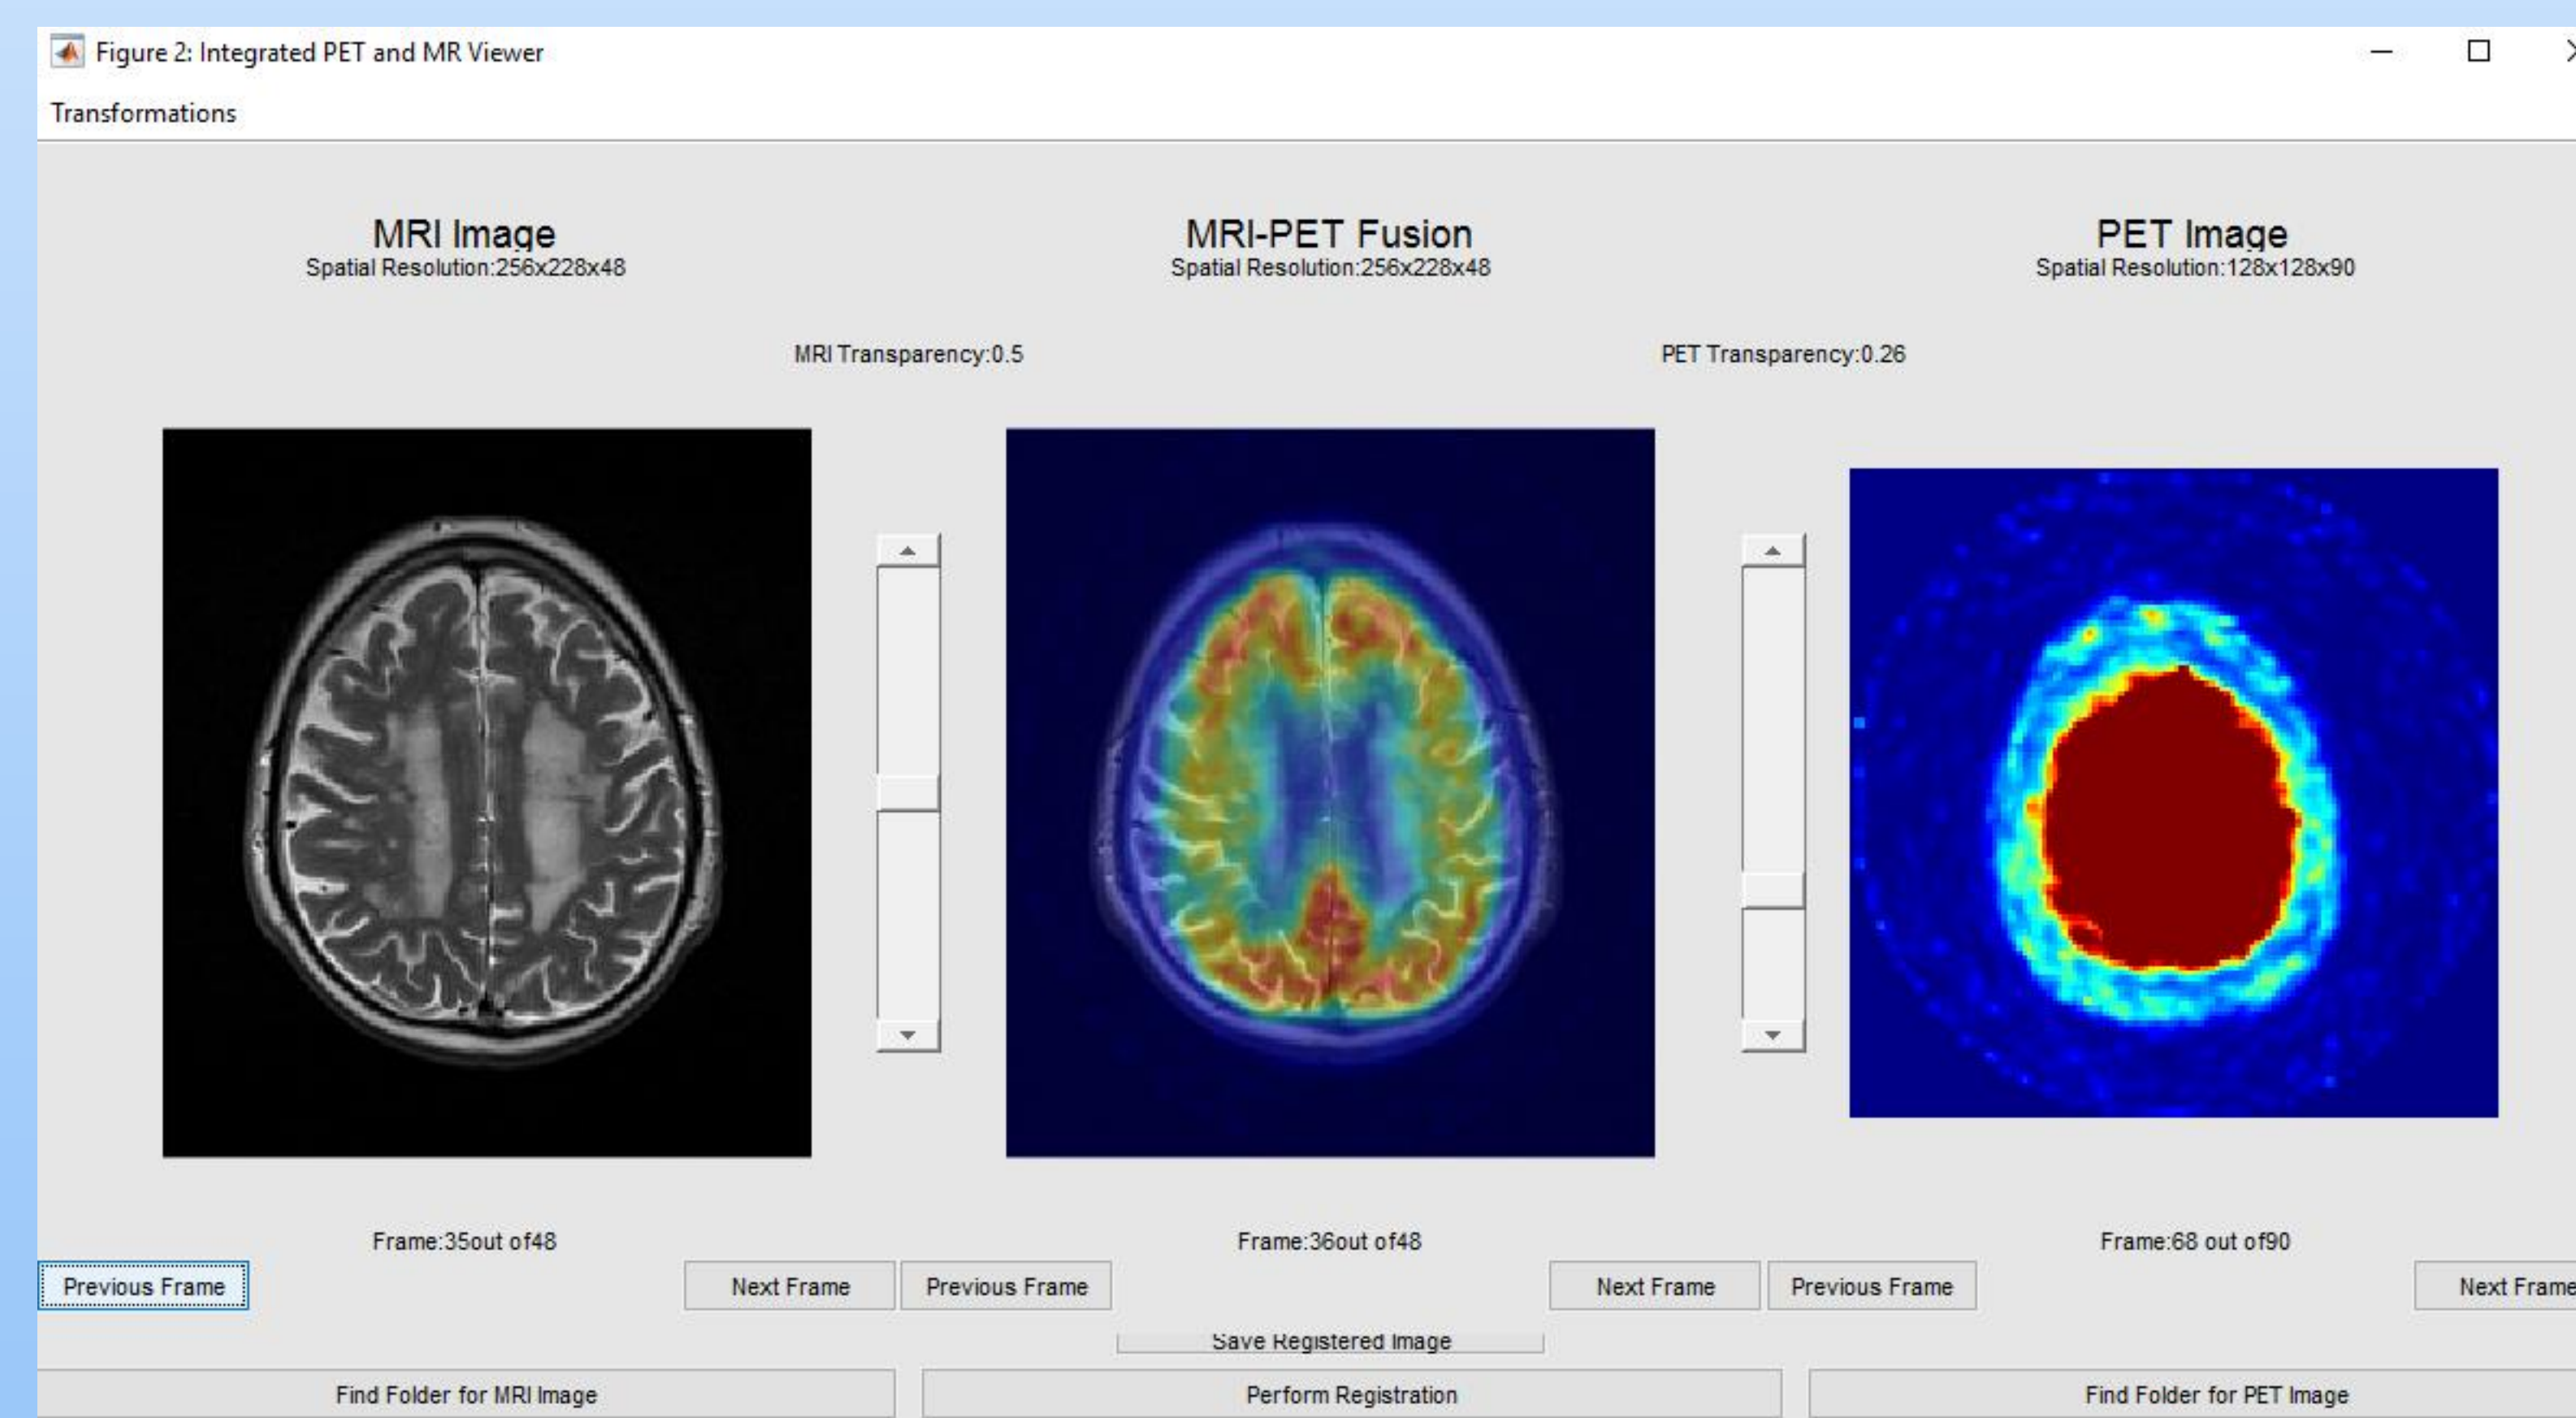 Figure 2: Integrated PET and MR Viewer
Transformations
MRI Image
Spatial Resolution:256x228x48
MRI-PET Fusion
Spatial Resolution:256x228x48
PET Image
Spatial Resolution:128x128x90
MRI Transparency:0.5
PET Transparency:0.26
Frame:35out of48
Frame:36out of48
Frame:68 out of90
Previous Frame
Next Frame
Previous Frame
Next Frame
Previous Frame
Next Frame
Save Registered Image
Find Folder for MRI Image
Perform Registration
Find Folder for PET Image